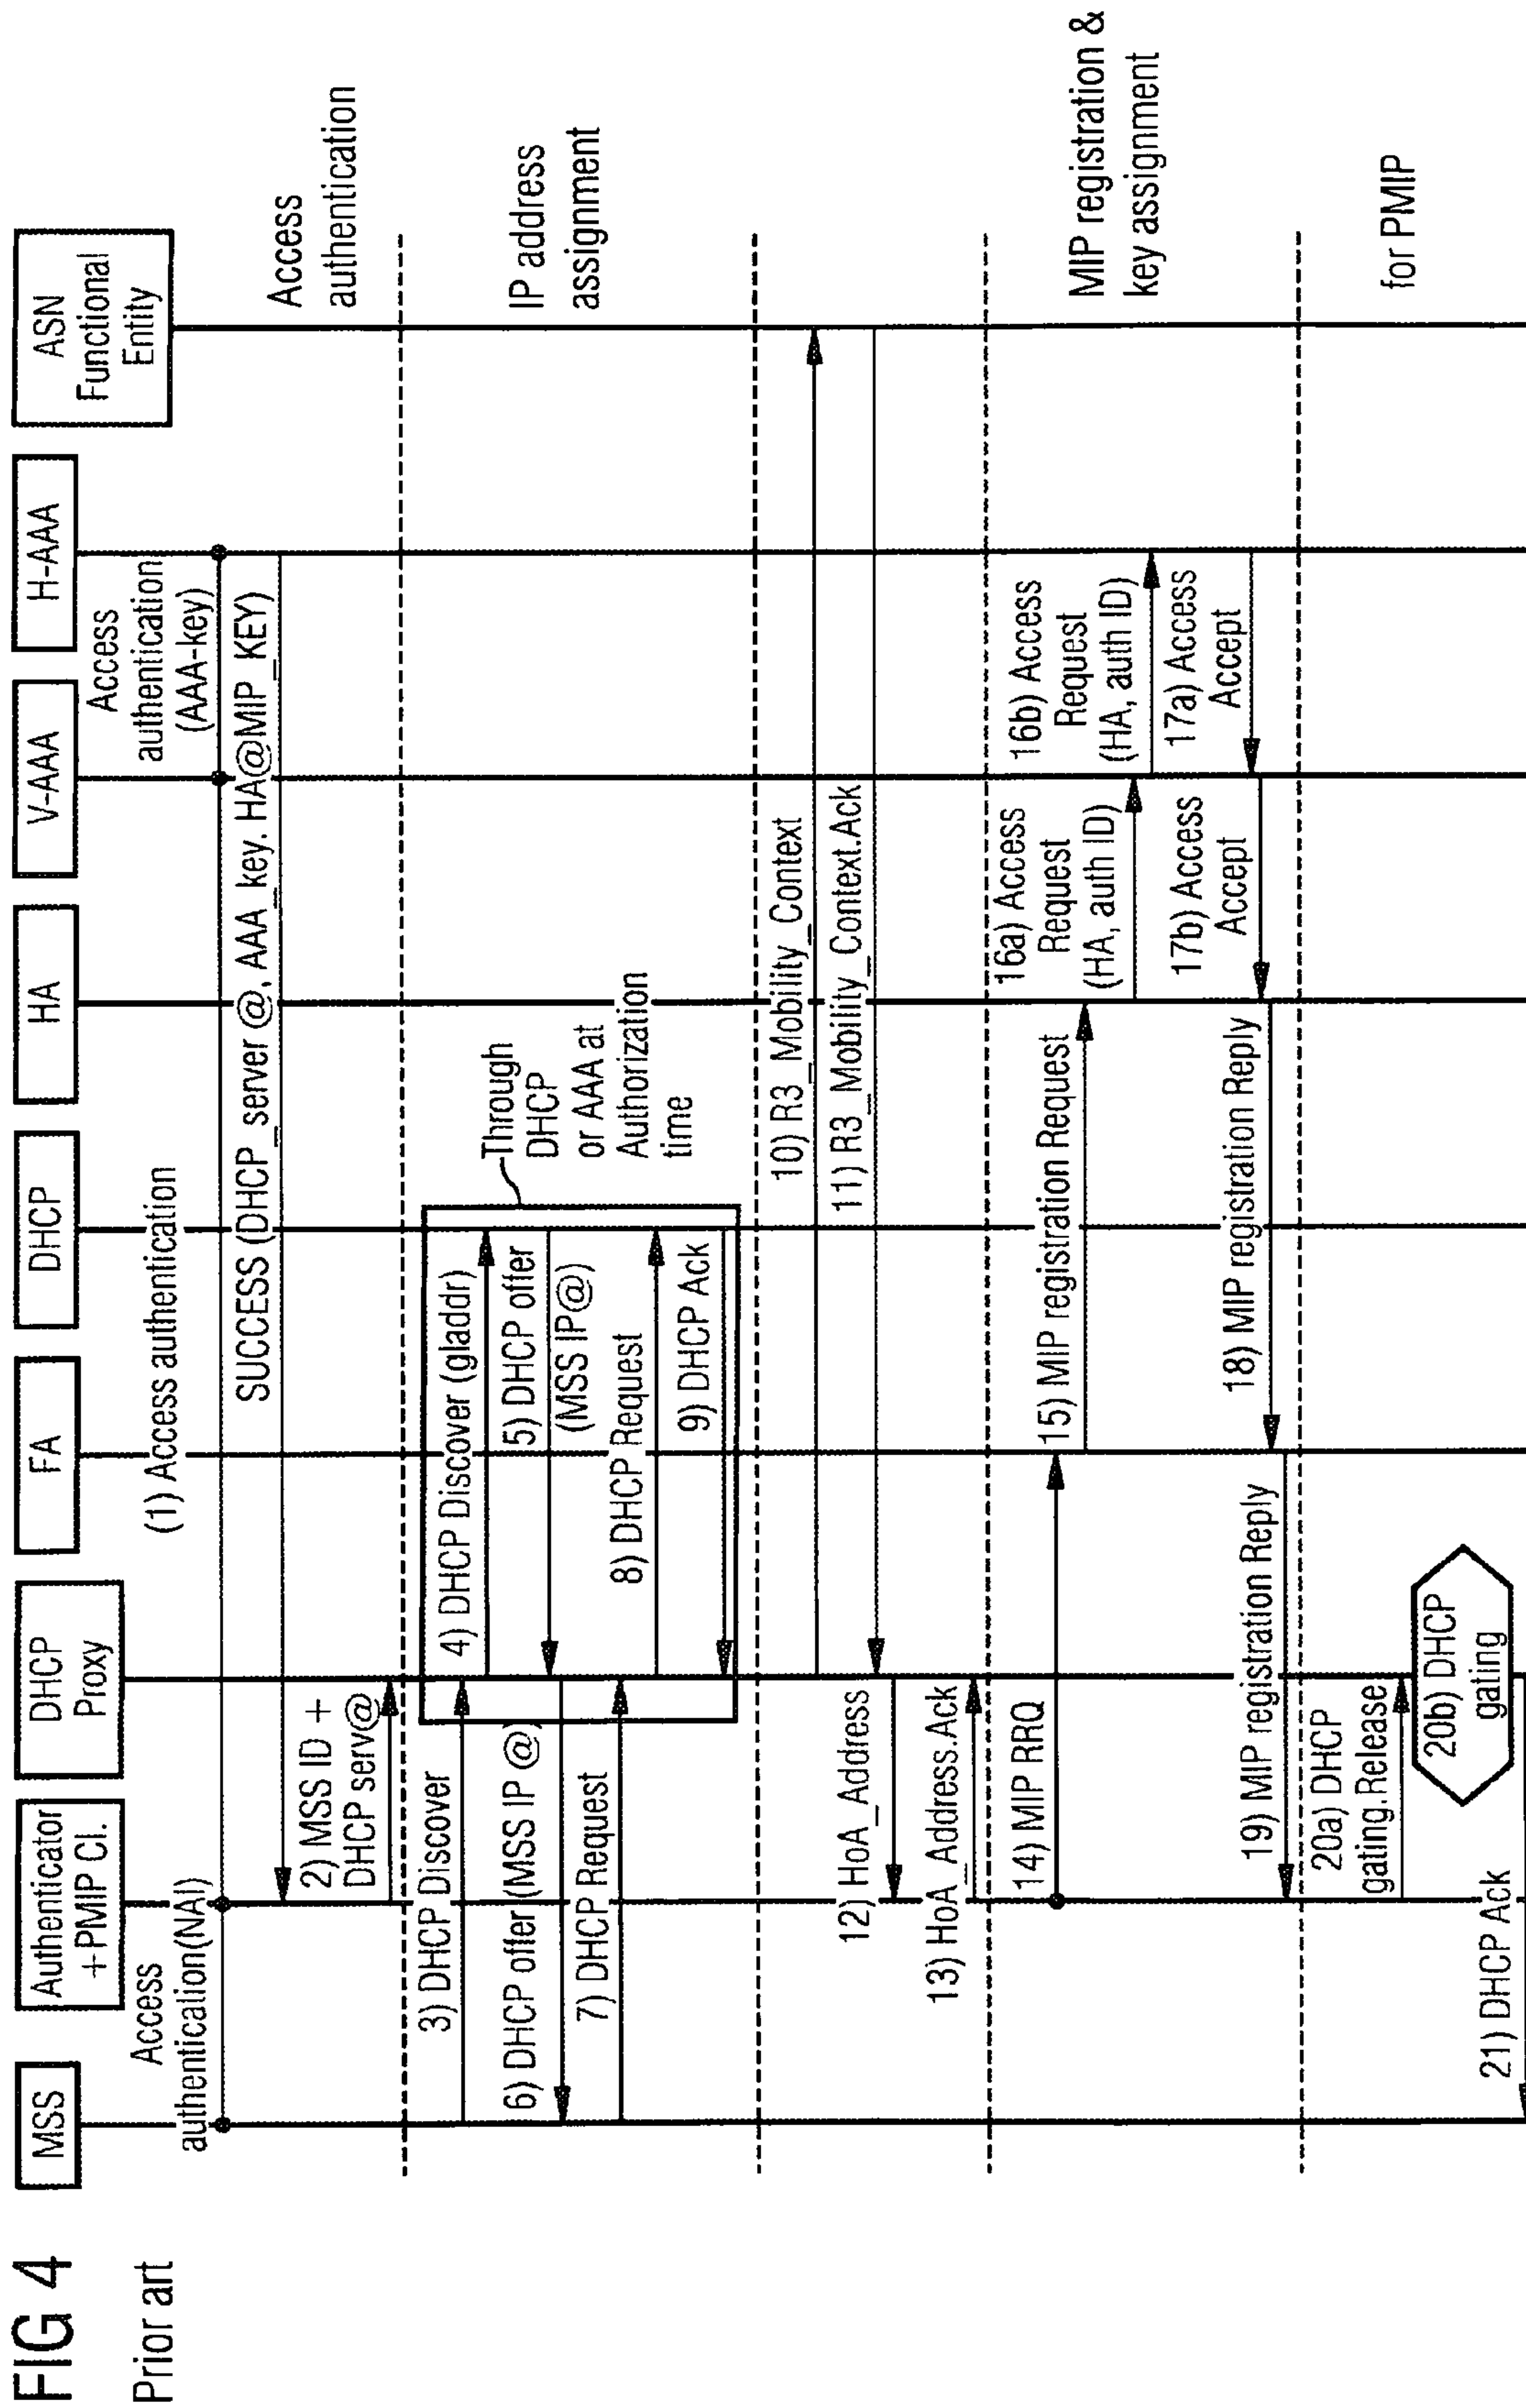 FIG 4
Prior art
MSS
Authenticator
+PMIP Cl.
DHCP
Proxy
FA
DHCP
HA
V-AAA
H-AAA
ASN
Functional
Entity
Access
authentication(NAI)
(1) Access authentication
Access
authentication
(AAA-key)
SUCCESS (DHCP_server @, AAA_key. HA@MIP_KEY)
Access
authentication
2) MSS ID +
DHCP serv@
3) DHCP Discover
4) DHCP Discover (gladdr)
5) DHCP offer
(MSS IP@)
6) DHCP offer (MSS IP @)
7) DHCP Request
8) DHCP Request
9) DHCP Ack
Through
DHCP
or AAA at
Authorization
time
IP address
assignment
10) R3_Mobility_Context
11) R3_Mobility_Context.Ack
12) HoA_Address
13) HoA_Address.Ack
14) MIP RRQ
15) MIP registration Request
16a) Access
Request
(HA, auth ID)
16b) Access
Request
(HA, auth ID)
17a) Access
Accept
17b) Access
Accept
18) MIP registration Reply
19) MIP registration Reply
MIP registration &
key assignment
20a) DHCP
gating.Release
20b) DHCP
gating
21) DHCP Ack
for PMIP